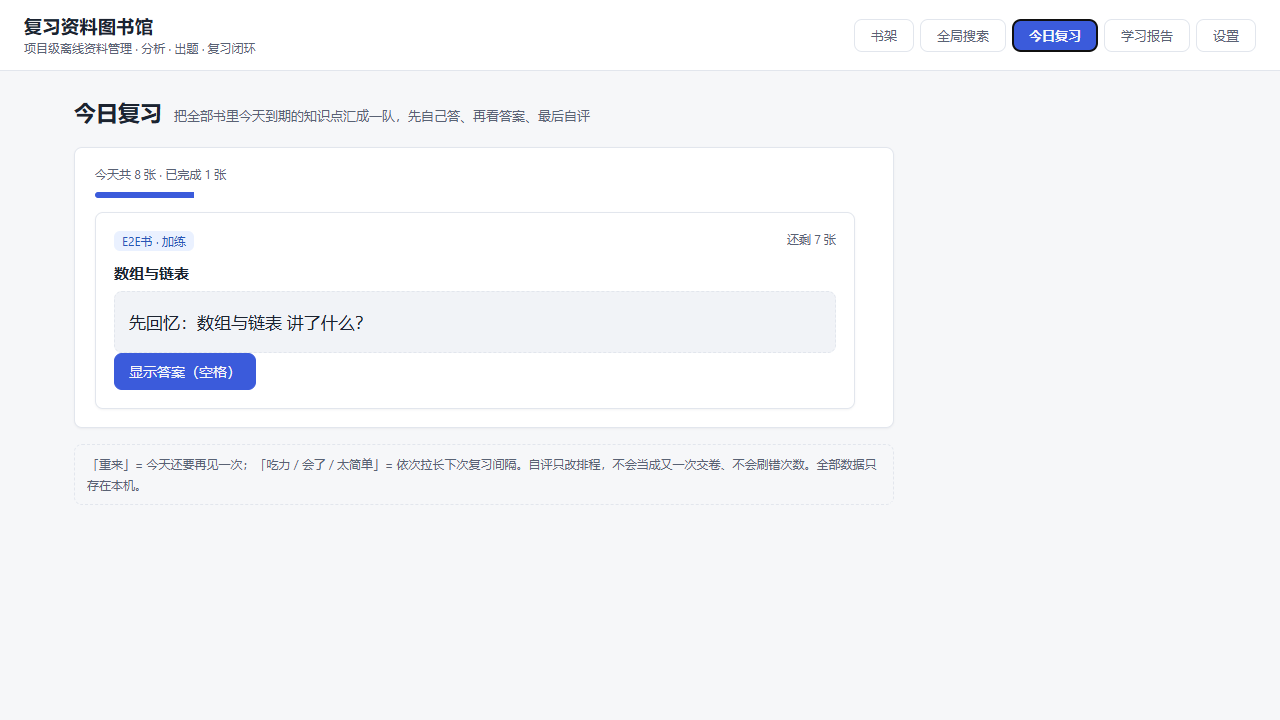 复习资料图书馆
项目级离线资料管理 · 分析 · 出题 · 复习闭环
书架
全局搜索
今日复习
学习报告
设置
今日复习
把全部书里今天到期的知识点汇成一队，先自己答、再看答案、最后自评
今天共 8 张 · 已完成 1 张
E2E书 · 加练
还剩 7 张
数组与链表
先回忆：数组与链表 讲了什么？
显示答案（空格）
「重来」= 今天还要再见一次；「吃力 / 会了 / 太简单」= 依次拉长下次复习间隔。自评只改排程，不会当成又一次交卷、不会刷错次数。全部数据只
存在本机。